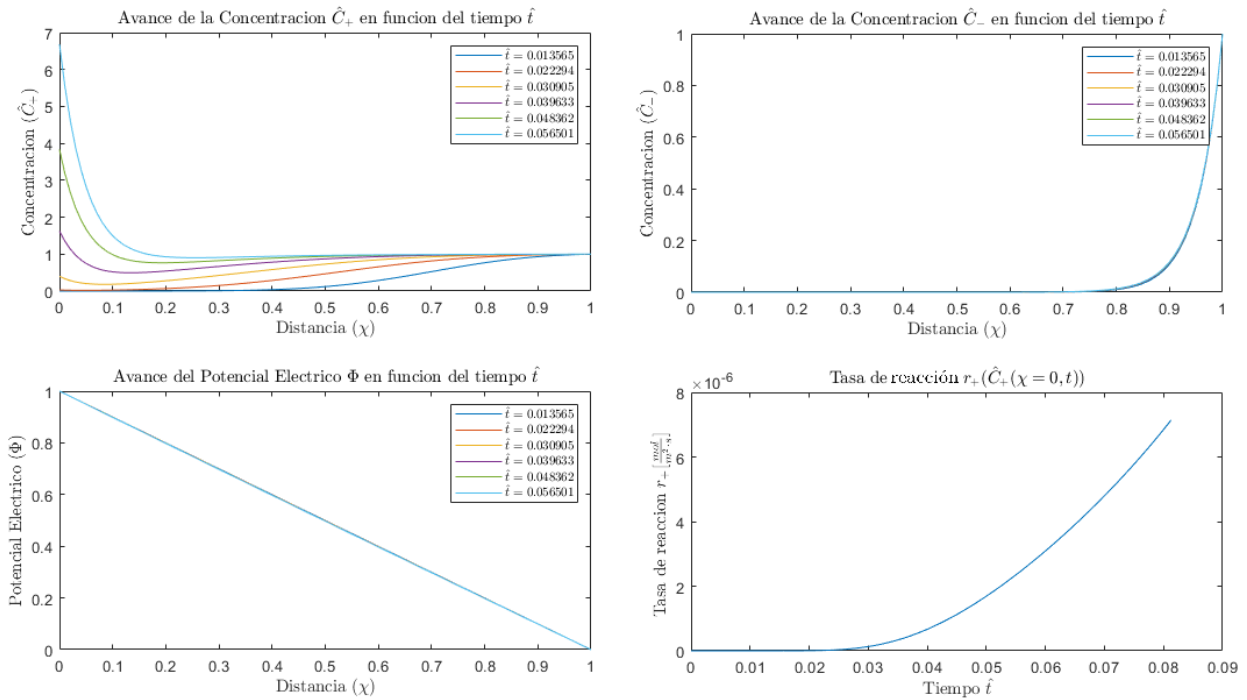 Avance de la Concentracion Ĉ₊ en funcion del tiempo t̂
Concentracion (Ĉ₊)
7
6
5
4
3
2
1
0
t̂ = 0.013565
t̂ = 0.022294
t̂ = 0.030905
t̂ = 0.039633
t̂ = 0.048362
t̂ = 0.056501
0 0.1 0.2 0.3 0.4 0.5 0.6 0.7 0.8 0.9 1
Distancia (χ)
Avance de la Concentracion Ĉ₋ en funcion del tiempo t̂
Concentracion (Ĉ₋)
1
0.8
0.6
0.4
0.2
0
t̂ = 0.013565
t̂ = 0.022294
t̂ = 0.030905
t̂ = 0.039633
t̂ = 0.048362
t̂ = 0.056501
0 0.1 0.2 0.3 0.4 0.5 0.6 0.7 0.8 0.9 1
Distancia (χ)
Avance del Potencial Electrico Φ en funcion del tiempo t̂
Potencial Electrico (Φ)
1
0.8
0.6
0.4
0.2
0
t̂ = 0.013565
t̂ = 0.022294
t̂ = 0.030905
t̂ = 0.039633
t̂ = 0.048362
t̂ = 0.056501
0 0.1 0.2 0.3 0.4 0.5 0.6 0.7 0.8 0.9 1
Distancia (χ)
Tasa de reacción r₊(Ĉ₊(χ = 0, t))
×10⁻⁶
Tasa de reaccion r₊[mol/m²·s]
8
6
4
2
0
0 0.01 0.02 0.03 0.04 0.05 0.06 0.07 0.08 0.09
Tiempo t̂